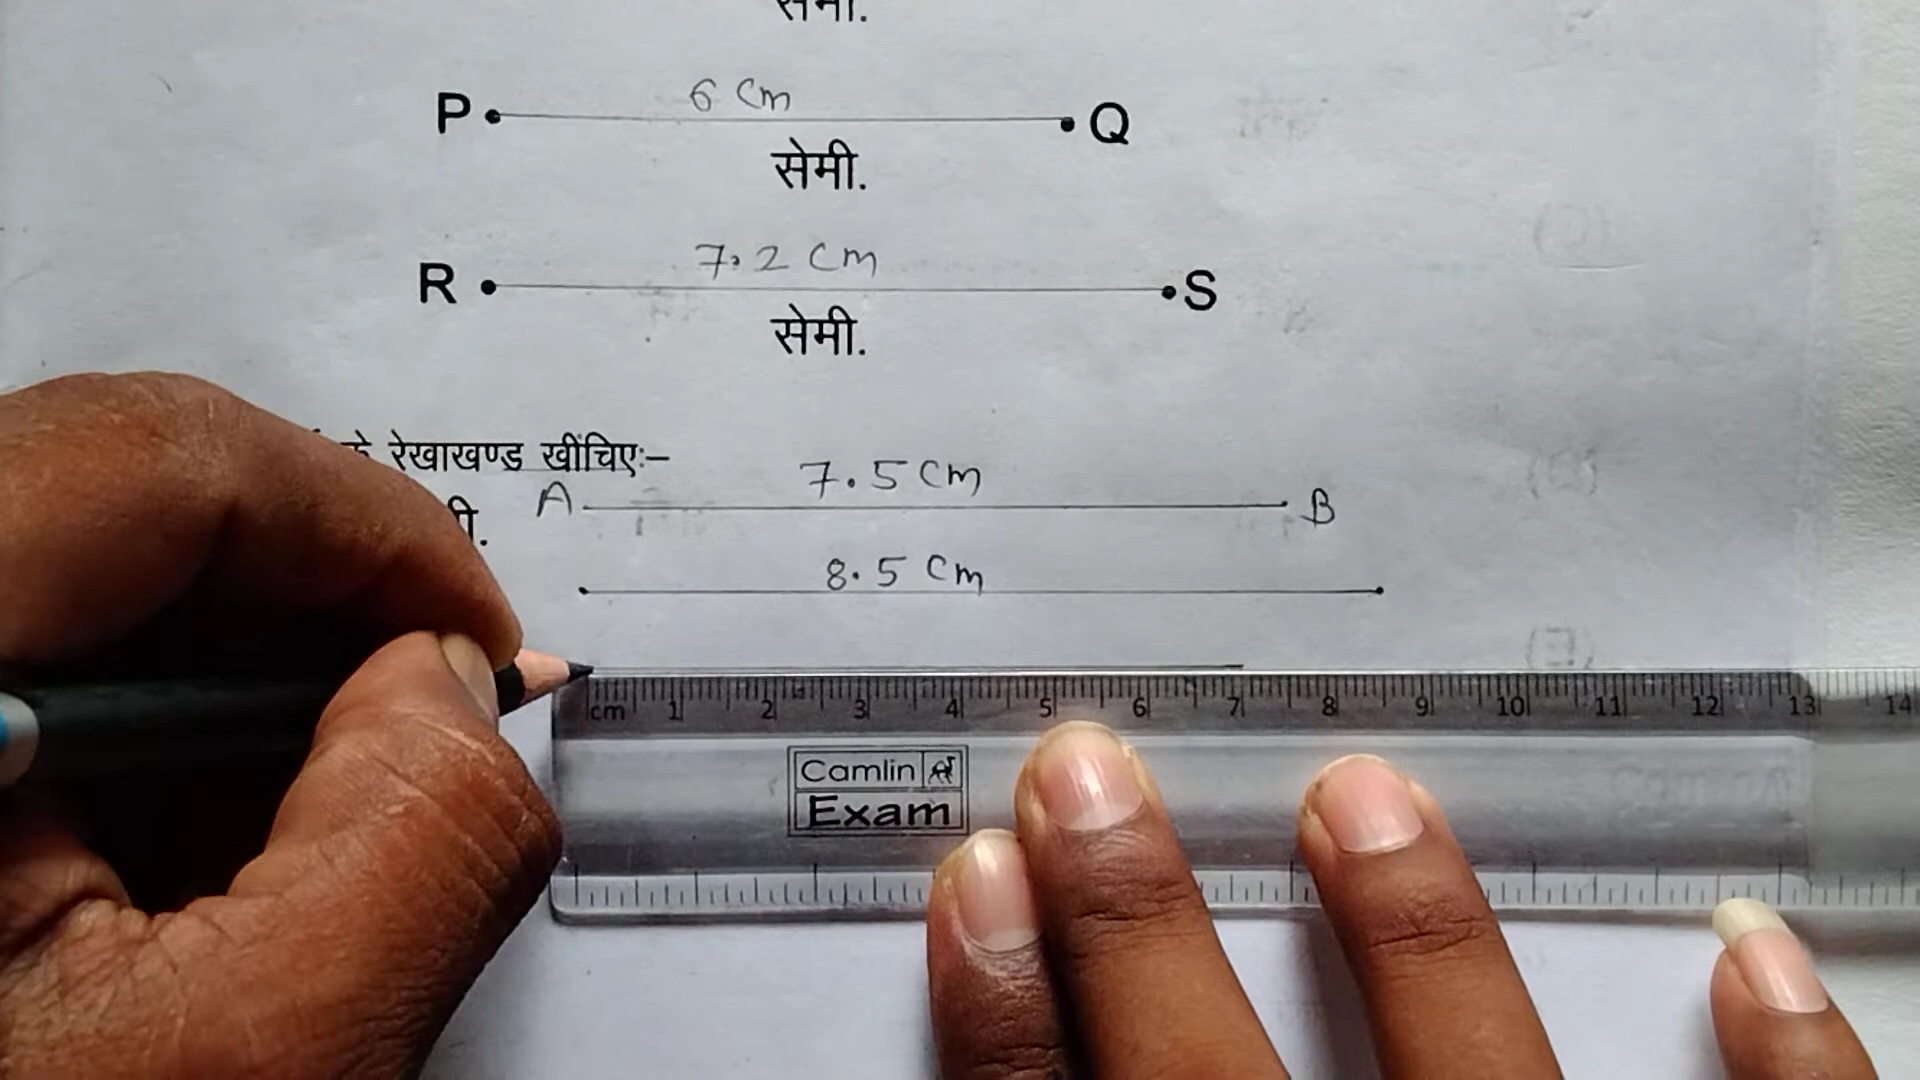 सेमी.
6 cm
P Q
सेमी.
7.2 cm
R S
सेमी.
के रेखाखण्ड खींचिए:–
7.5 cm
A B
8.5 cm
cm 1 2 3 4 5 6 7 8 9 10 11 12 13 14
Camlin
Exam